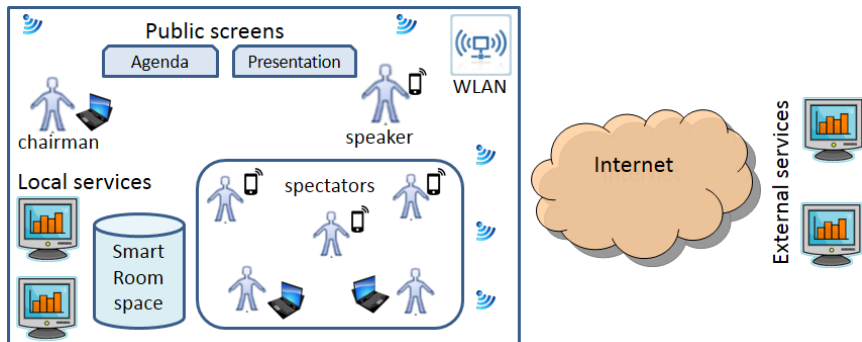 Public screens
Agenda
Presentation
WLAN
chairman
speaker
Local services
spectators
Smart
Room
space
Internet
External services